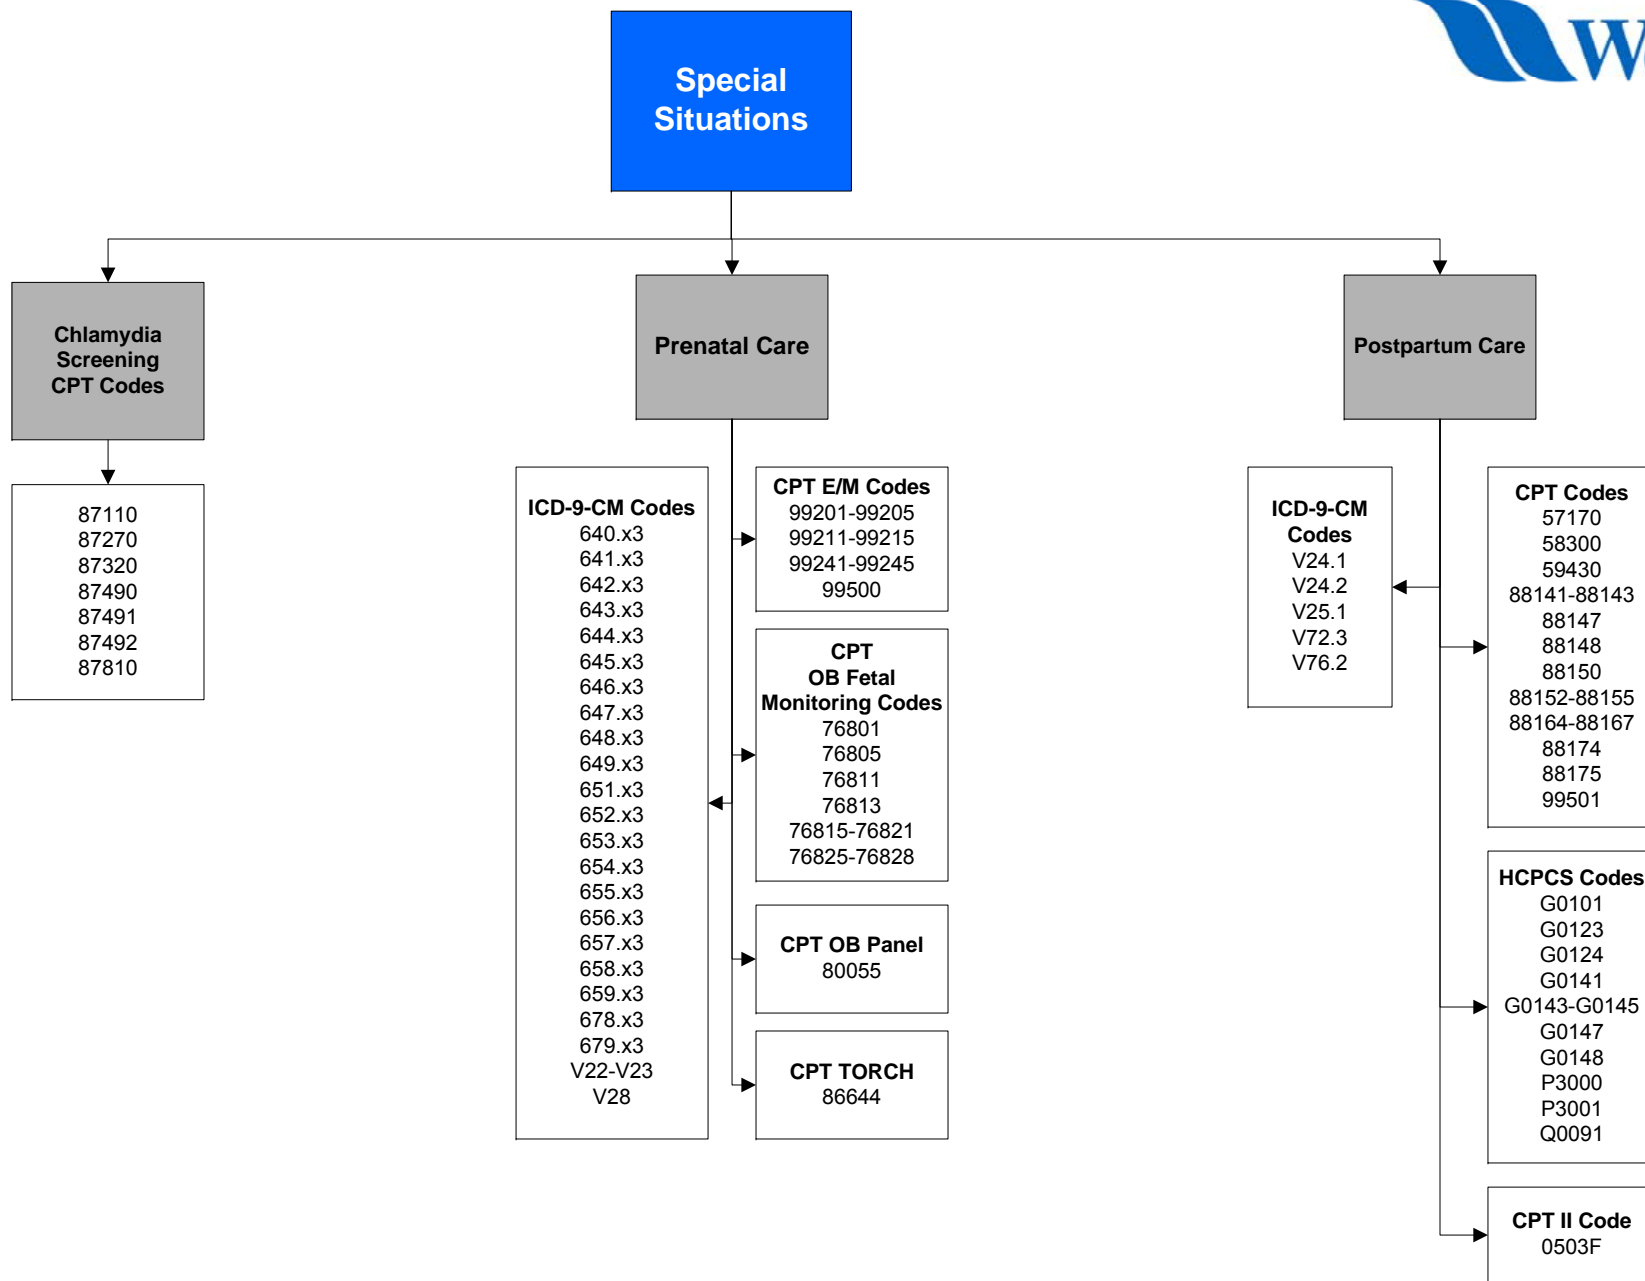 Special
Situations
Chlamydia
Screening
CPT Codes
87110
87270
87320
87490
87491
87492
87810
Prenatal Care
ICD-9-CM Codes
640.x3
641.x3
642.x3
643.x3
644.x3
645.x3
646.x3
647.x3
648.x3
649.x3
651.x3
652.x3
653.x3
654.x3
655.x3
656.x3
657.x3
658.x3
659.x3
678.x3
679.x3
V22-V23
V28
CPT E/M Codes
99201-99205
99211-99215
99241-99245
99500
CPT
OB Fetal
Monitoring Codes
76801
76805
76811
76813
76815-76821
76825-76828
CPT OB Panel
80055
CPT TORCH
86644
Postpartum Care
ICD-9-CM
Codes
V24.1
V24.2
V25.1
V72.3
V76.2
CPT Codes
57170
58300
59430
88141-88143
88147
88148
88150
88152-88155
88164-88167
88174
88175
99501
HCPCS Codes
G0101
G0123
G0124
G0141
G0143-G0145
G0147
G0148
P3000
P3001
Q0091
CPT II Code
0503F